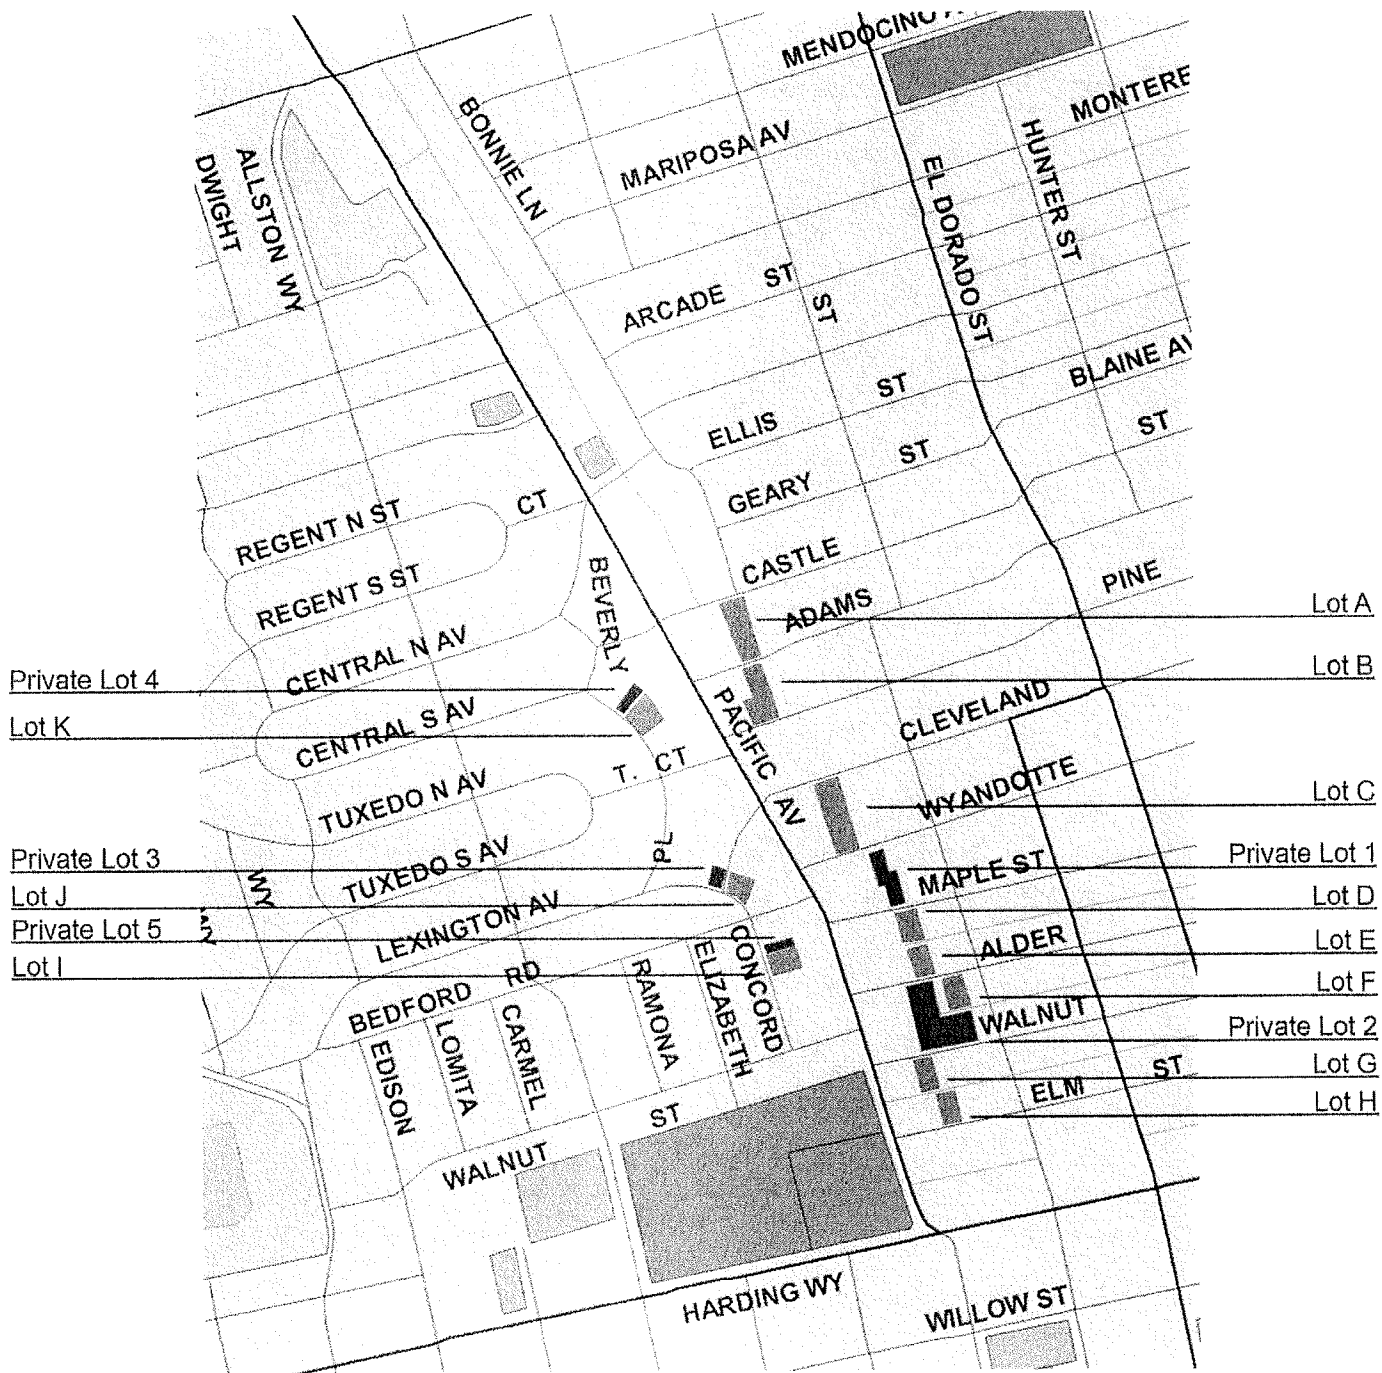 MENDOCINO A
MONTERE
BONNIE LN
MARIPOSA AV
HUNTER ST
DWIGHT
ALLSTON WY
EL DORADO ST
ARCADE ST
ST
BLAINE AV
ELLIS ST
ST
GEARY ST
REGENT N ST
CT
CASTLE
REGENT S ST
BEVERLY
PINE
ADAMS
Lot A
CENTRAL N AV
Lot B
Private Lot 4
CENTRAL S AV
PACIFIC AV
CLEVELAND
Lot K
T. CT
TUXEDO N AV
WYANDOTTE
Lot C
PL
TUXEDO S AV
Private Lot 3
WY
MAPLE ST
Private Lot 1
Lot J
LEXINGTON AV
Lot D
Private Lot 5
WY
ALDER
Lot E
Lot I
BEDFORD RD
RAMONA
ELIZABETH
CONCORD
Lot F
WALNUT
Private Lot 2
EDISON
LOMITA
CARMEL
Lot G
ELM ST
Lot H
WALNUT ST
HARDING WY
WILLOW ST